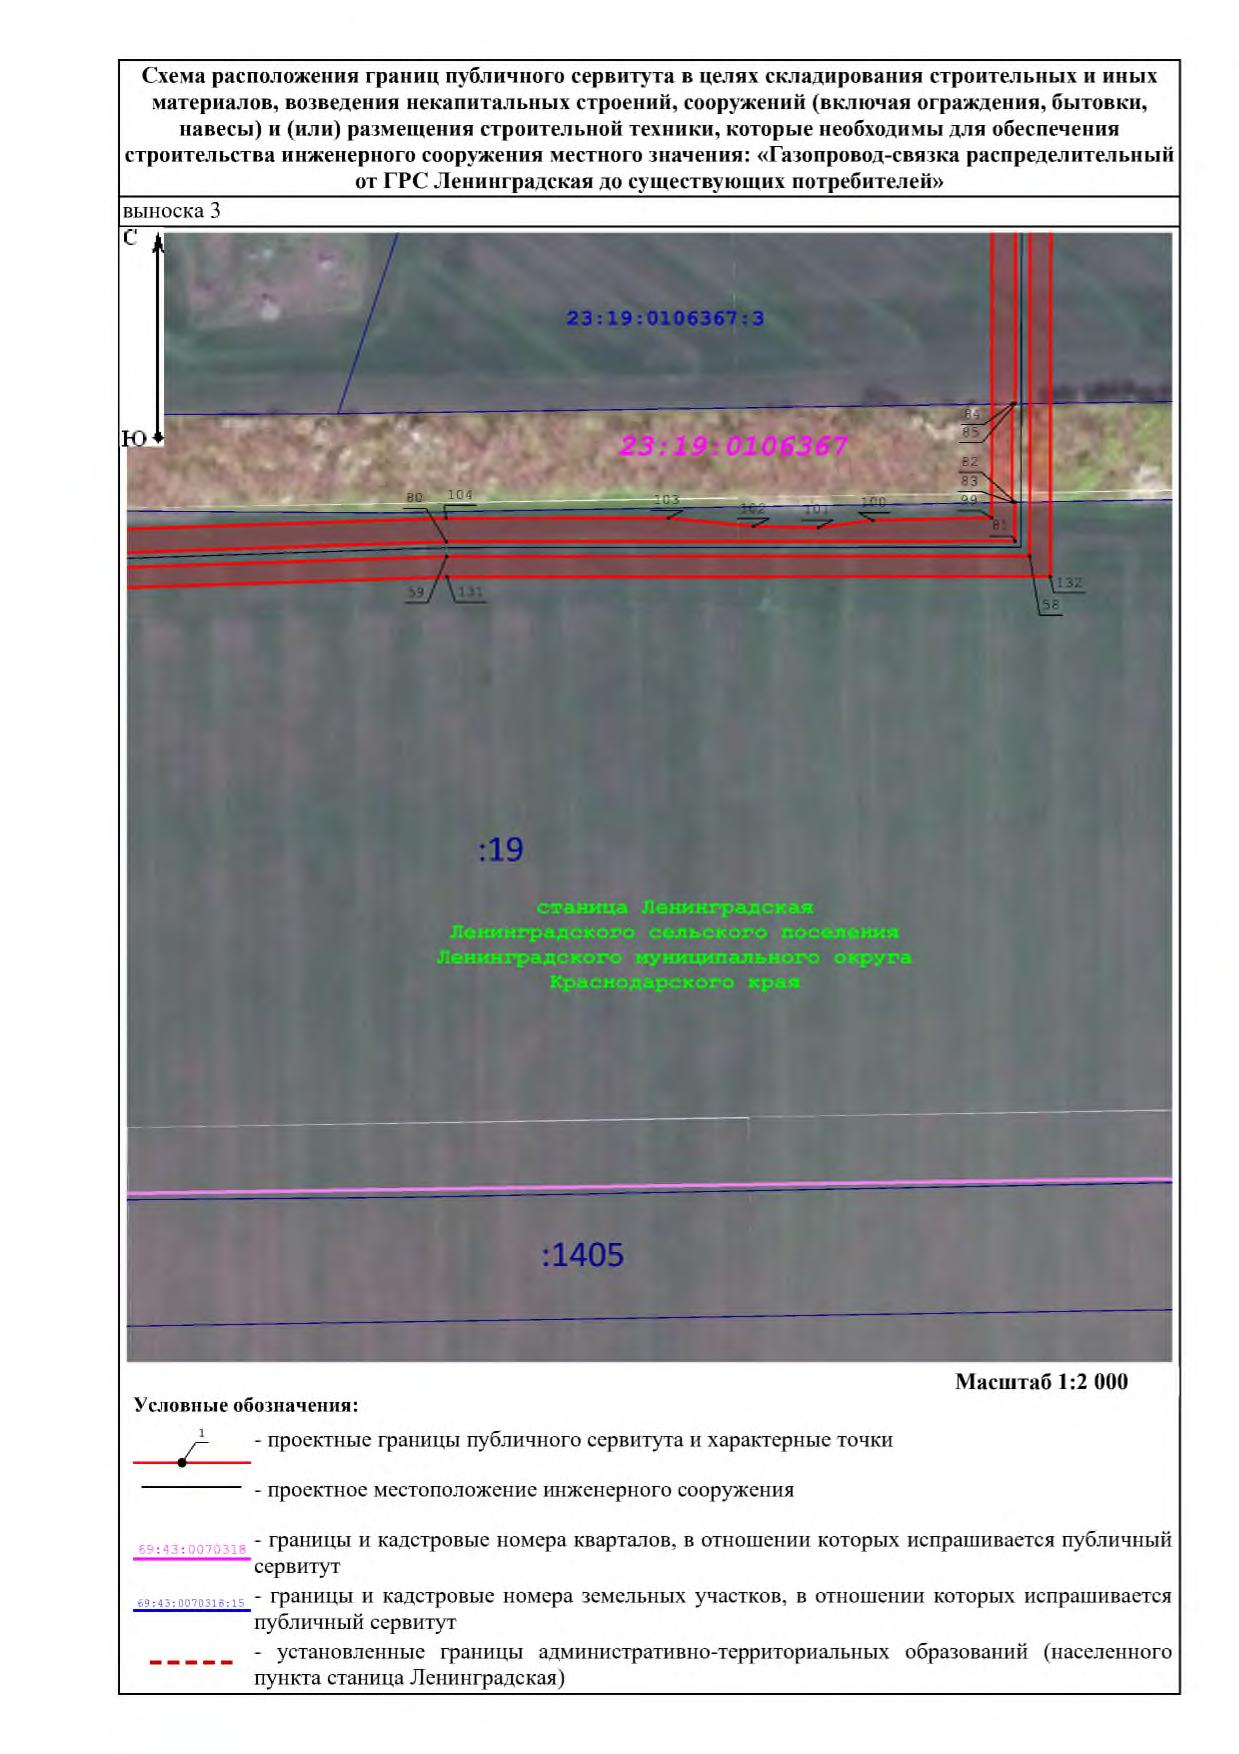 Схема расположения границ публичного сервитута в целях складирования строительных и иных
материалов, возведения некапитальных строений, сооружений (включая ограждения, бытовки,
навесы) и (или) размещения строительной техники, которые необходимы для обеспечения
строительства инженерного сооружения местного значения: «Газопровод-связка распределительный
от ГРС Ленинградская до существующих потребителей»
выноска 3
С
23:19:0106367:3
84
85
Ю
23:19:0106367
82
83
80 104 103 102 101 100 99
81
59 131
132
58
:19
станица Ленинградская
Ленинградского сельского поселения
Ленинградского муниципального округа
Краснодарского края
:1405
Масштаб 1:2 000
Условные обозначения:
1
- проектные границы публичного сервитута и характерные точки
- проектное местоположение инженерного сооружения
69:43:0070318
- границы и кадстровые номера кварталов, в отношении которых испрашивается публичный
сервитут
69:43:0070318:15
- границы и кадстровые номера земельных участков, в отношении которых испрашивается
публичный сервитут
- установленные границы административно-территориальных образований (населенного
пункта станица Ленинградская)